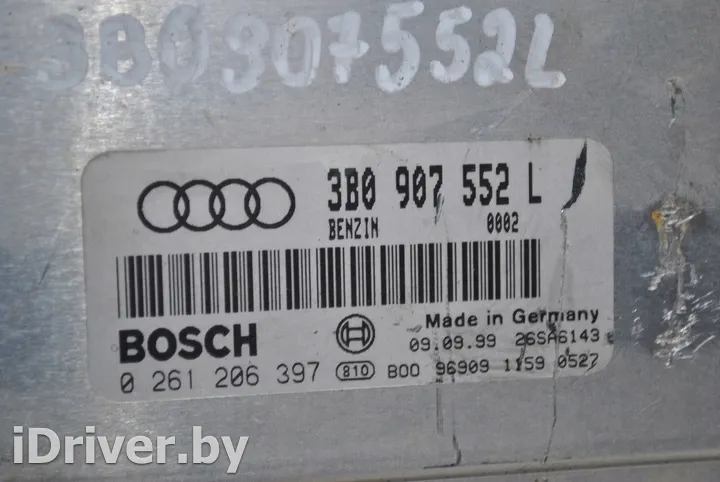 3B0907552L
3B0 907 552 L
BENZIN 0002
BOSCH
Made in Germany
09.09.99 26SA6143
0 261 206 397 810 B00 96909 1159 0527
iDriver.by